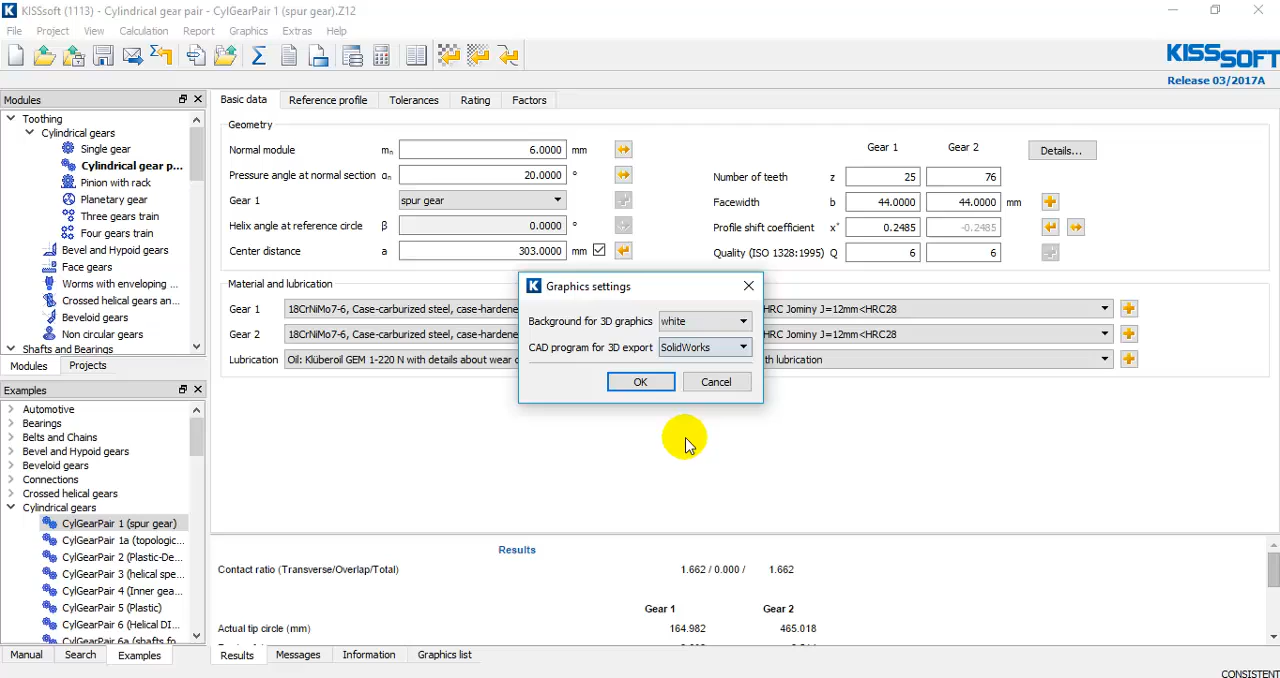 KISSsoft (1113) - Cylindrical gear pair - CylGearPair 1 (spur gear).Z12
File Project View Calculation Report Graphics Extras Help
KISSSOFT
Release 03/2017A
Modules
Toothing
Cylindrical gears
Single gear
Cylindrical gear p...
Pinion with rack
Planetary gear
Three gears train
Four gears train
Bevel and Hypoid gears
Face gears
Worms with enveloping ...
Crossed helical gears an...
Beveloid gears
Non circular gears
Shafts and Bearings
Modules Projects
Examples
Automotive
Bearings
Belts and Chains
Bevel and Hypoid gears
Beveloid gears
Connections
Crossed helical gears
Cylindrical gears
CylGearPair 1 (spur gear)
CylGearPair 1a (topologic...
CylGearPair 2 (Plastic-De...
CylGearPair 3 (helical spe...
CylGearPair 4 (Inner gea...
CylGearPair 5 (Plastic)
CylGearPair 6 (Helical DI...
CylGearPair 6a (shafts fo...
Manual Search Examples
Basic data Reference profile Tolerances Rating Factors
Geometry
Normal module mn 6.0000 mm
Pressure angle at normal section αn 20.0000 °
Gear 1 spur gear
Helix angle at reference circle β 0.0000 °
Center distance a 303.0000 mm
Gear 1 Gear 2 Details...
Number of teeth z 25 76
Facewidth b 44.0000 44.0000 mm
Profile shift coefficient x* 0.2485 -0.2485
Quality (ISO 1328:1995) Q 6 6
Material and lubrication
Gear 1 18CrNiMo7-6, Case-carburized steel, case-hardene HRC Jominy J=12mm<HRC28
Gear 2 18CrNiMo7-6, Case-carburized steel, case-hardene HRC Jominy J=12mm<HRC28
Lubrication Oil: Klüberoil GEM 1-220 N with details about wear th lubrication
Graphics settings
Background for 3D graphics white
CAD program for 3D export SolidWorks
OK Cancel
Results
Contact ratio (Transverse/Overlap/Total) 1.662 / 0.000 / 1.662
Gear 1 Gear 2
Actual tip circle (mm) 164.982 465.018
Results Messages Information Graphics list
CONSISTENT